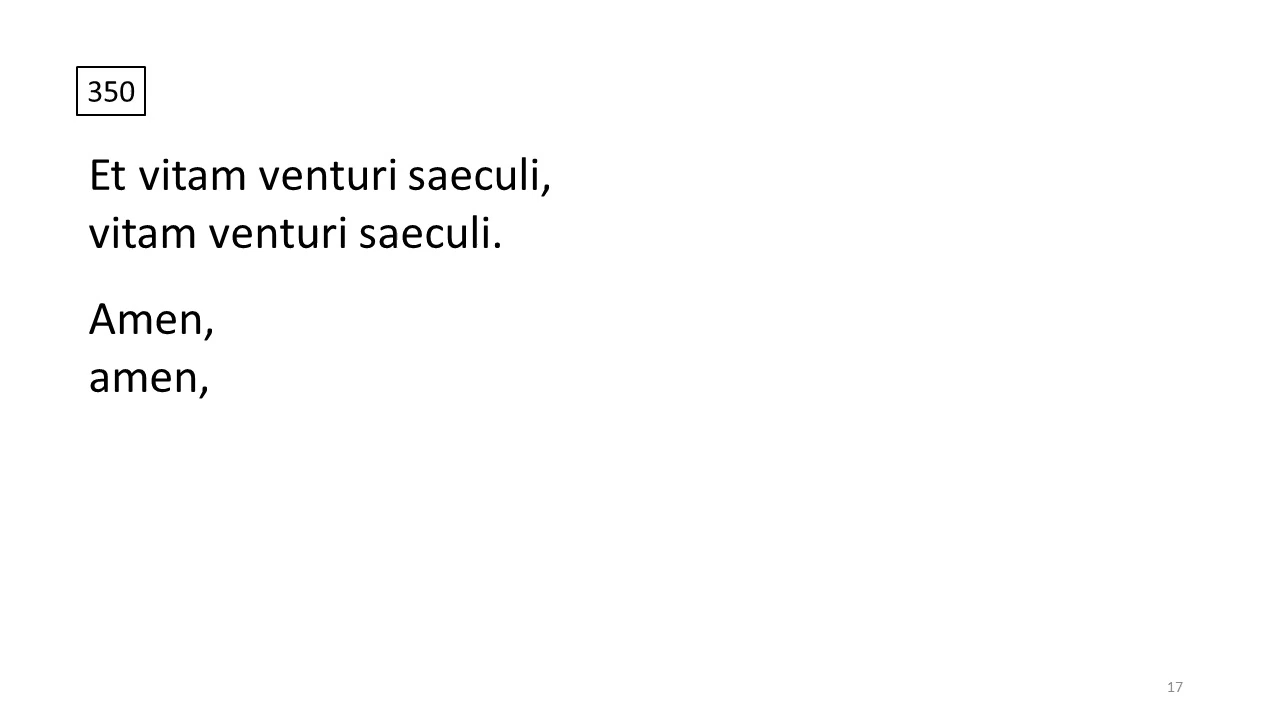 350
Et vitam venturi saeculi,
vitam venturi saeculi.
Amen,
amen,
17